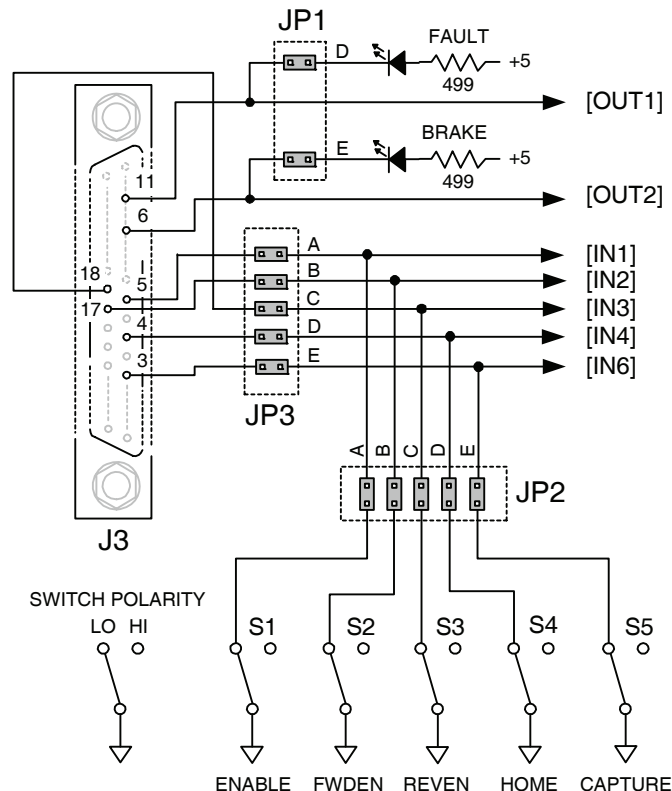 JP1
D
FAULT
+5
499
[OUT1]
BRAKE
E
+5
499
[OUT2]
11
6
18
5
17
4
3
A
[IN1]
B
[IN2]
C
[IN3]
D
[IN4]
E
[IN6]
JP3
A
B
C
D
E
JP2
J3
SWITCH POLARITY
LO HI
S1
S2
S3
S4
S5
ENABLE
FWDEN
REVEN
HOME
CAPTURE